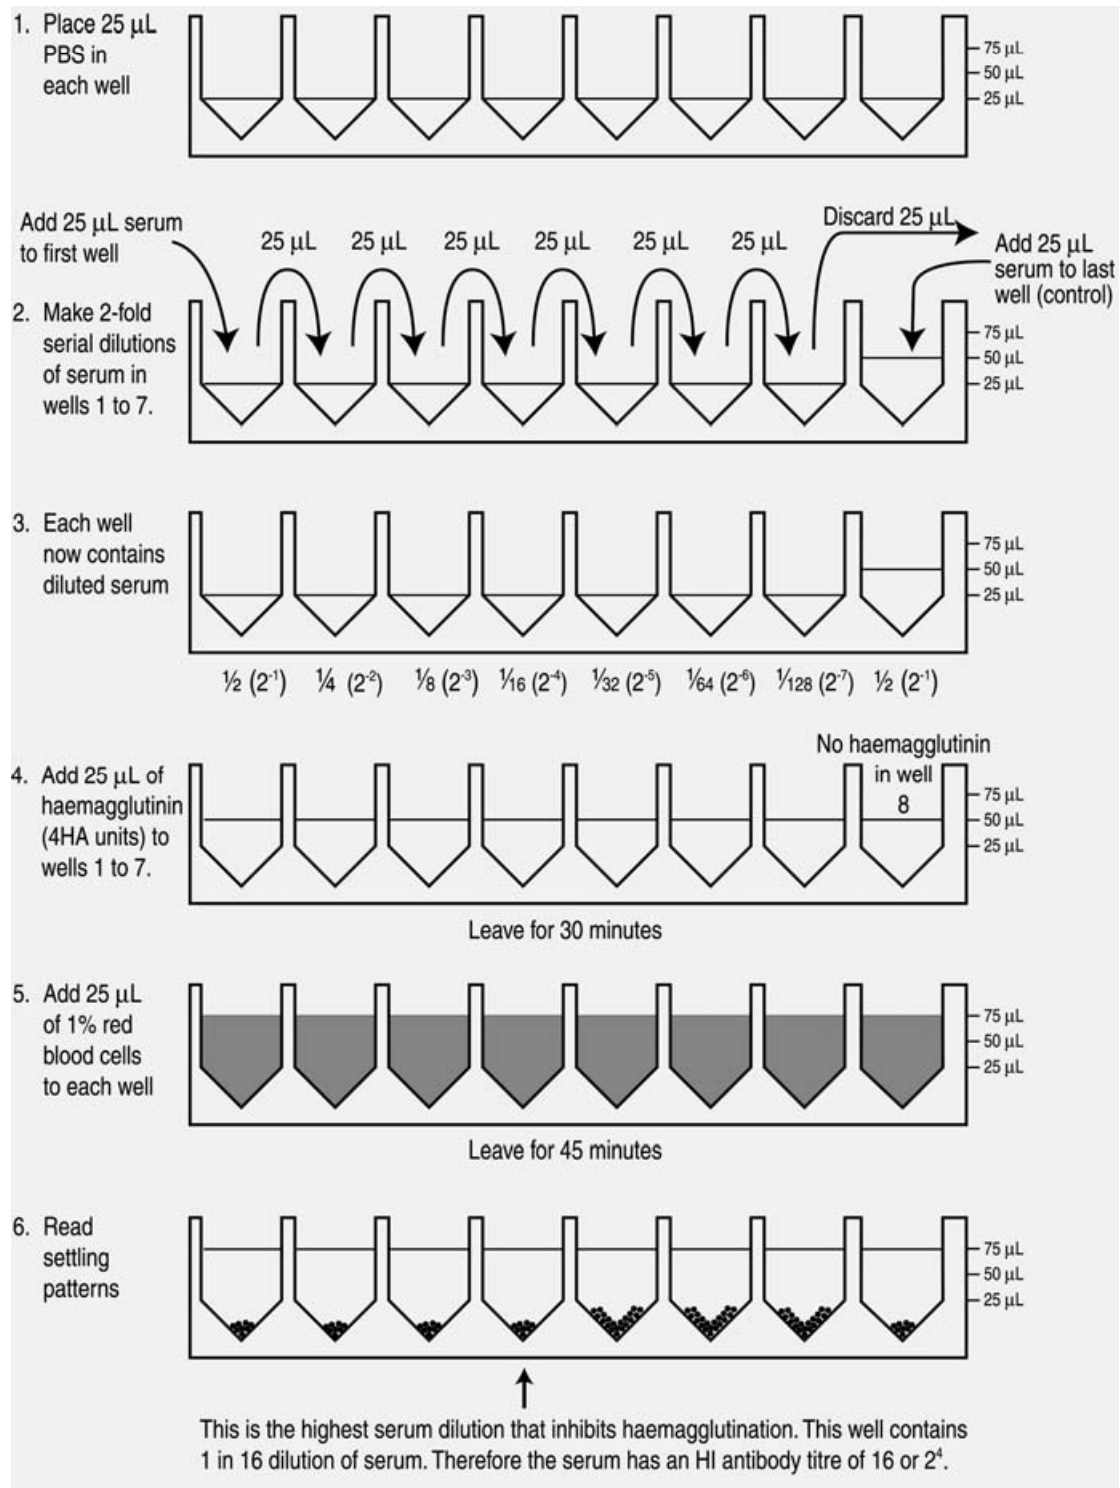 1. Place 25 µL
PBS in
each well
75 µL
50 µL
25 µL
Add 25 µL serum
to first well
25 µL 25 µL 25 µL 25 µL 25 µL 25 µL
Discard 25 µL
Add 25 µL
serum to last
well (control)
2. Make 2-fold
serial dilutions
of serum in
wells 1 to 7.
75 µL
50 µL
25 µL
3. Each well
now contains
diluted serum
75 µL
50 µL
25 µL
½ (2⁻¹) ¼ (2⁻²) ⅛ (2⁻³) 1⁄16 (2⁻⁴) 1⁄32 (2⁻⁵) 1⁄64 (2⁻⁶) 1⁄128 (2⁻⁷) ½ (2⁻¹)
No haemagglutinin
in well
8
4. Add 25 µL of
haemagglutinin
(4HA units) to
wells 1 to 7.
75 µL
50 µL
25 µL
Leave for 30 minutes
5. Add 25 µL
of 1% red
blood cells
to each well
75 µL
50 µL
25 µL
Leave for 45 minutes
6. Read
settling
patterns
75 µL
50 µL
25 µL
This is the highest serum dilution that inhibits haemagglutination. This well contains
1 in 16 dilution of serum. Therefore the serum has an HI antibody titre of 16 or 2⁴.